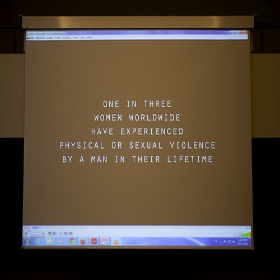 ONE IN THREE
WOMEN WORLDWIDE
HAVE EXPERIENCED
PHYSICAL OR SEXUAL VIOLENCE
BY A MAN IN THEIR LIFETIME